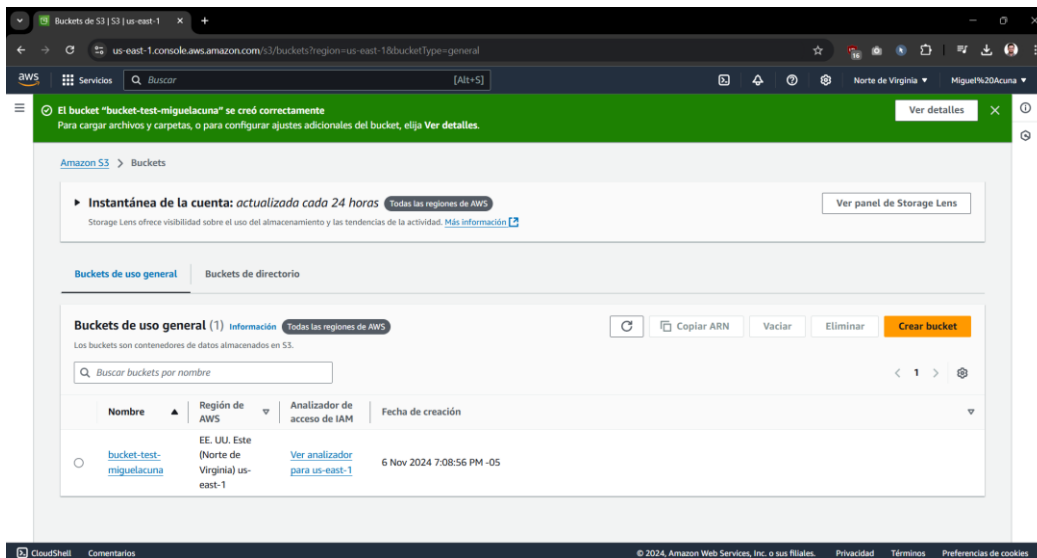 Buckets de S3 | S3 | us-east-1
us-east-1.console.aws.amazon.com/s3/buckets?region=us-east-1&bucketType=general
16
aws
Servicios
Buscar
[Alt+S]
Norte de Virginia
Miguel%20Acuna
El bucket "bucket-test-miguelacuna" se creó correctamente
Para cargar archivos y carpetas, o para configurar ajustes adicionales del bucket, elija Ver detalles.
Ver detalles
Amazon S3 > Buckets
Instantánea de la cuenta: actualizada cada 24 horas Todas las regiones de AWS
Storage Lens ofrece visibilidad sobre el uso del almacenamiento y las tendencias de la actividad. Más información
Ver panel de Storage Lens
Buckets de uso general
Buckets de directorio
Buckets de uso general (1) Información Todas las regiones de AWS
Los buckets son contenedores de datos almacenados en S3.
Copiar ARN
Vaciar
Eliminar
Crear bucket
Buscar buckets por nombre
1
Nombre
Región de
AWS
Analizador de
acceso de IAM
Fecha de creación
bucket-test-
miguelacuna
EE. UU. Este
(Norte de
Virginia) us-
east-1
Ver analizador
para us-east-1
6 Nov 2024 7:08:56 PM -05
CloudShell
Comentarios
© 2024, Amazon Web Services, Inc. o sus filiales.
Privacidad
Términos
Preferencias de cookies